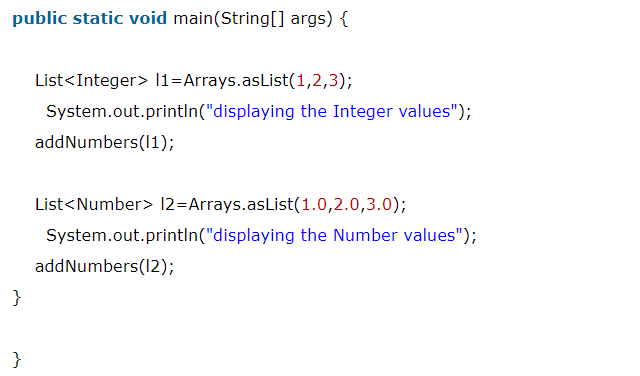 public static void main(String[] args) {
List<Integer> l1=Arrays.asList(1,2,3);
System.out.println("displaying the Integer values");
addNumbers(l1);
List<Number> l2=Arrays.asList(1.0,2.0,3.0);
System.out.println("displaying the Number values");
addNumbers(l2);
}
}